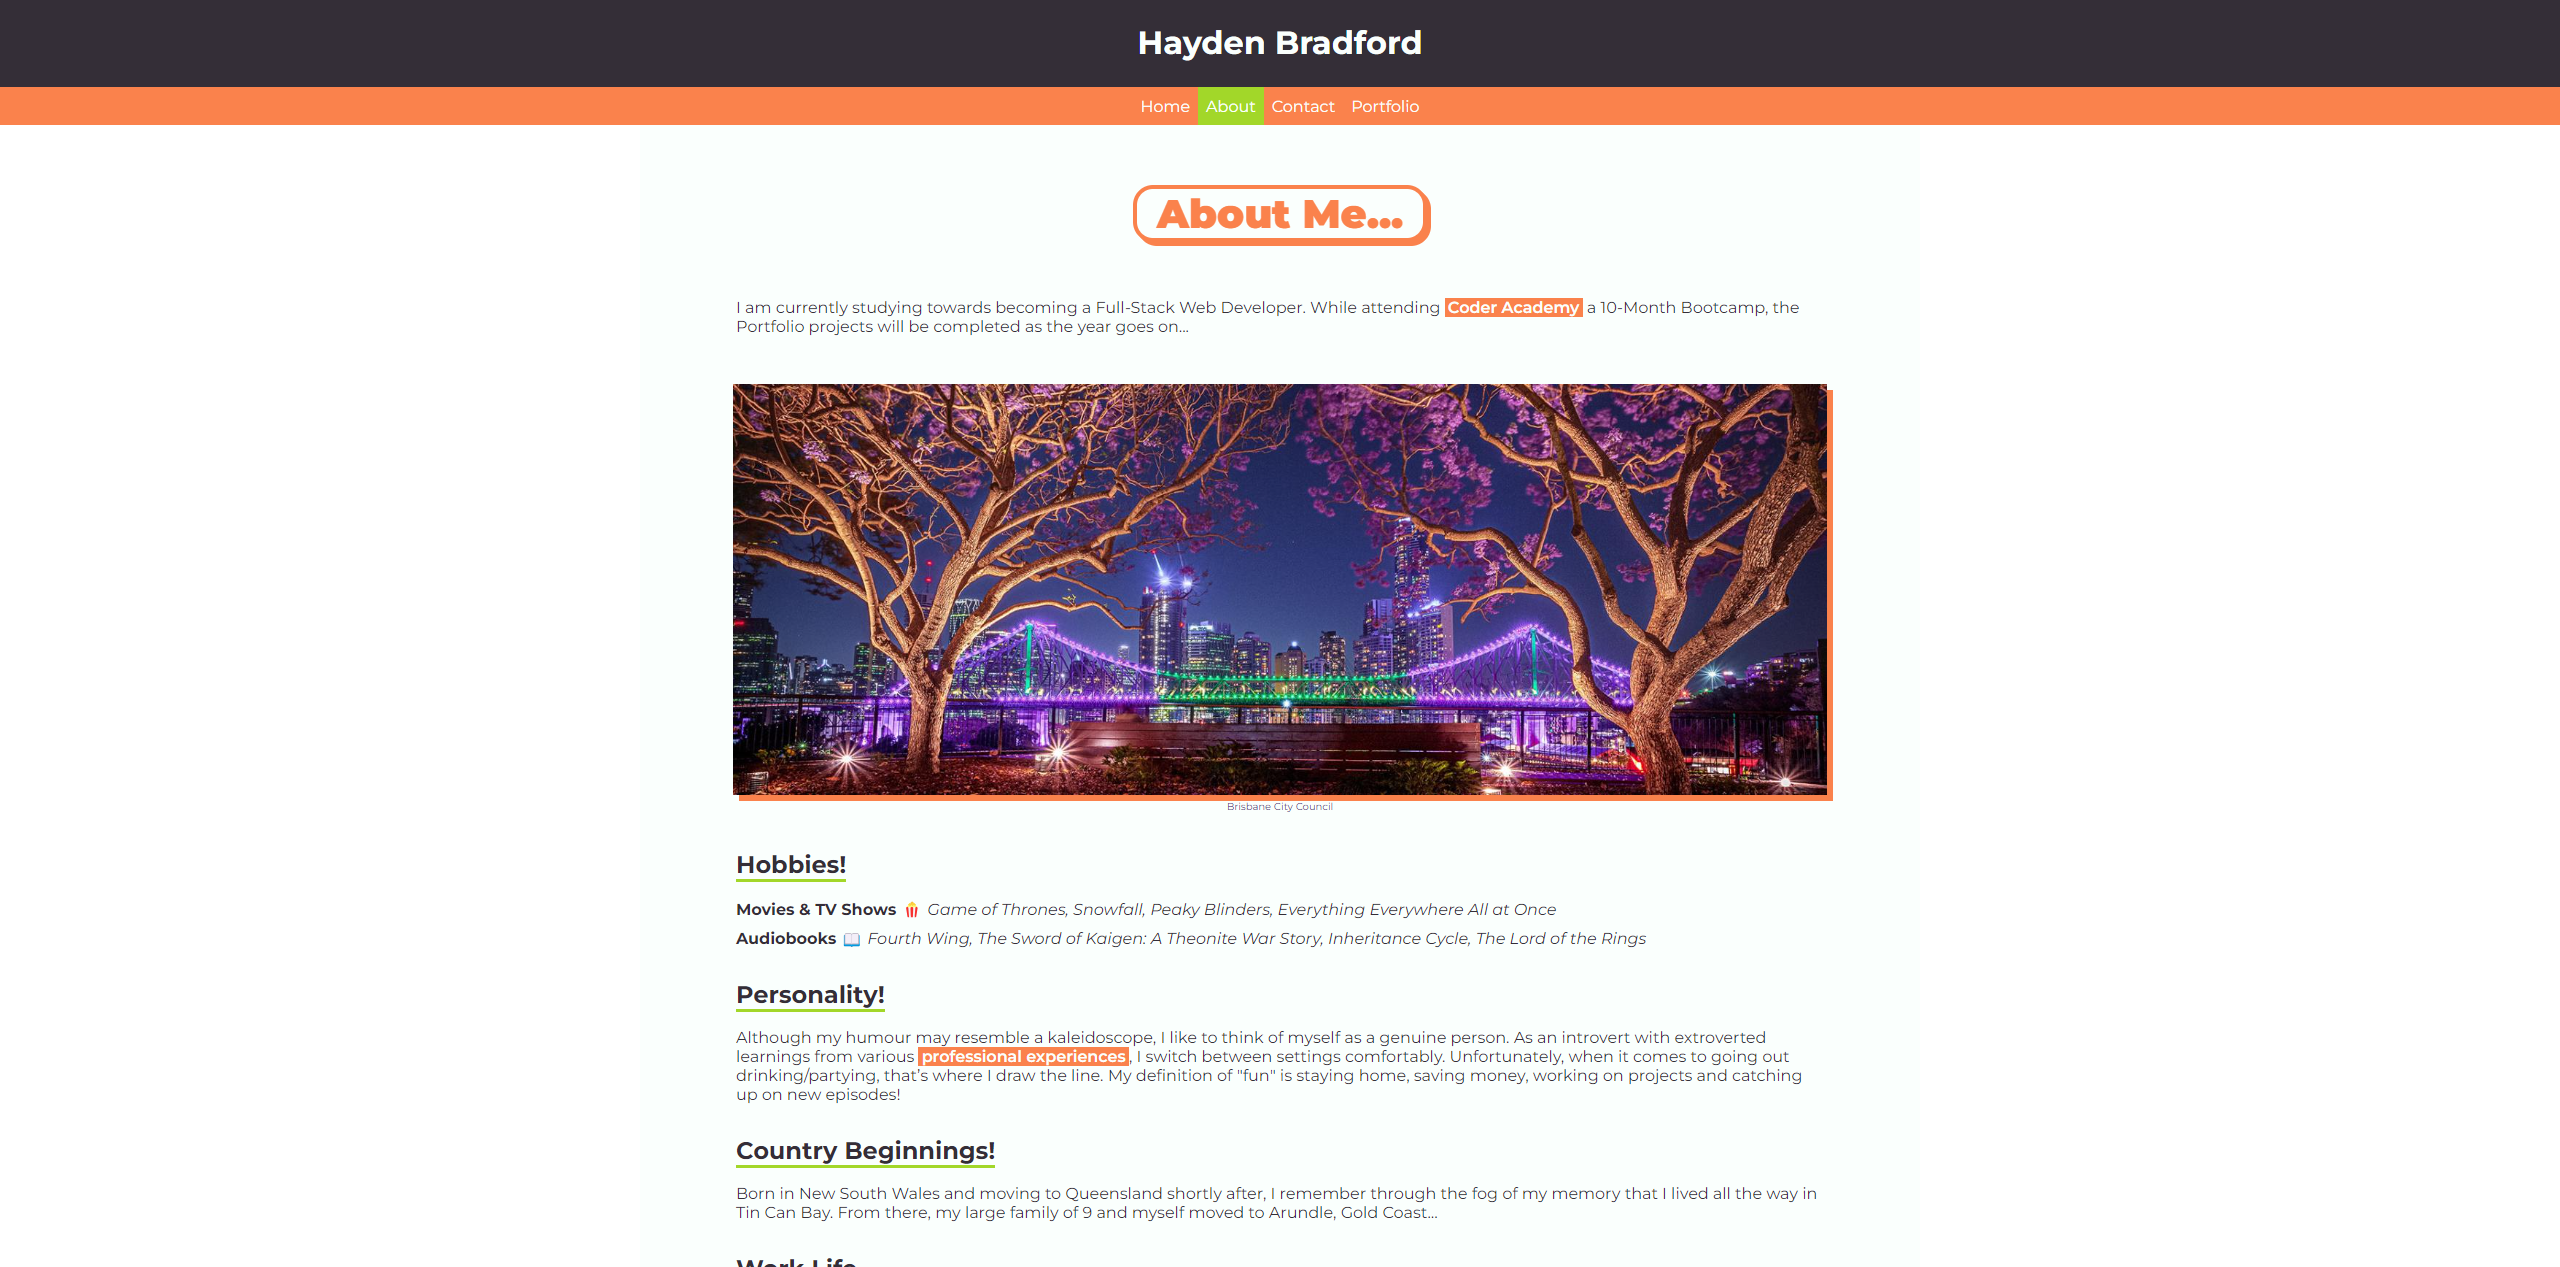 Hayden Bradford
Home About Contact Portfolio
About Me...
I am currently studying towards becoming a Full-Stack Web Developer. While attending Coder Academy a 10-Month Bootcamp, the
Portfolio projects will be completed as the year goes on...
Brisbane City Council
Hobbies!
Movies & TV Shows 🍿 Game of Thrones, Snowfall, Peaky Blinders, Everything Everywhere All at Once
Audiobooks 📖 Fourth Wing, The Sword of Kaigen: A Theonite War Story, Inheritance Cycle, The Lord of the Rings
Personality!
Although my humour may resemble a kaleidoscope, I like to think of myself as a genuine person. As an introvert with extroverted
learnings from various professional experiences, I switch between settings comfortably. Unfortunately, when it comes to going out
drinking/partying, that's where I draw the line. My definition of "fun" is staying home, saving money, working on projects and catching
up on new episodes!
Country Beginnings!
Born in New South Wales and moving to Queensland shortly after, I remember through the fog of my memory that I lived all the way in
Tin Can Bay. From there, my large family of 9 and myself moved to Arundle, Gold Coast...
Work Life